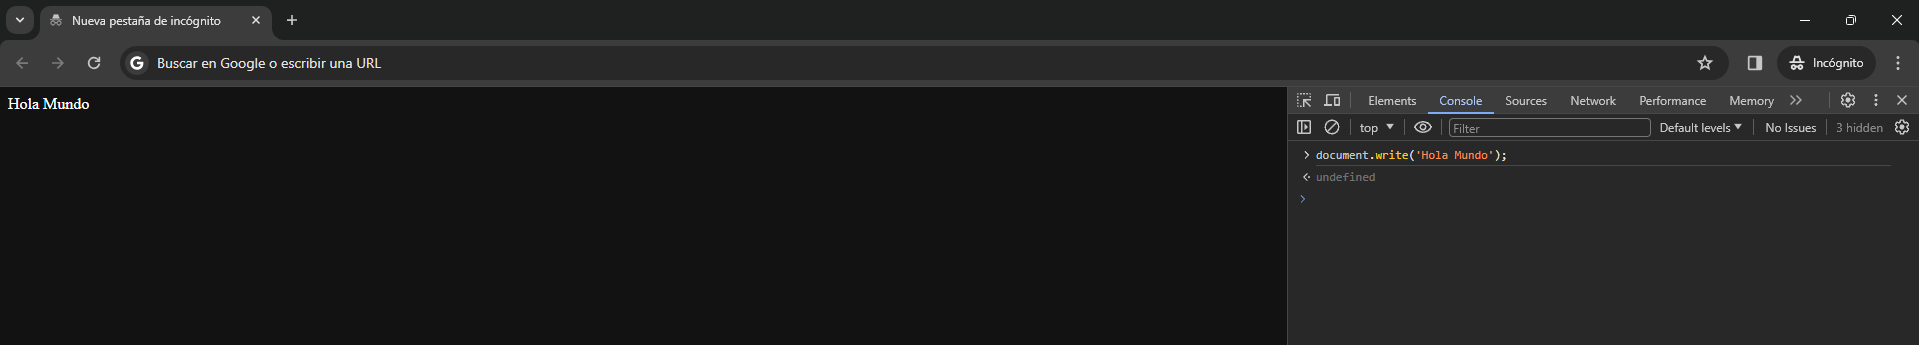 Nueva pestaña de incógnito
Buscar en Google o escribir una URL
Incógnito
Hola Mundo
Elements Console Sources Network Performance Memory
top Filter Default levels No Issues 3 hidden
document.write('Hola Mundo');
undefined